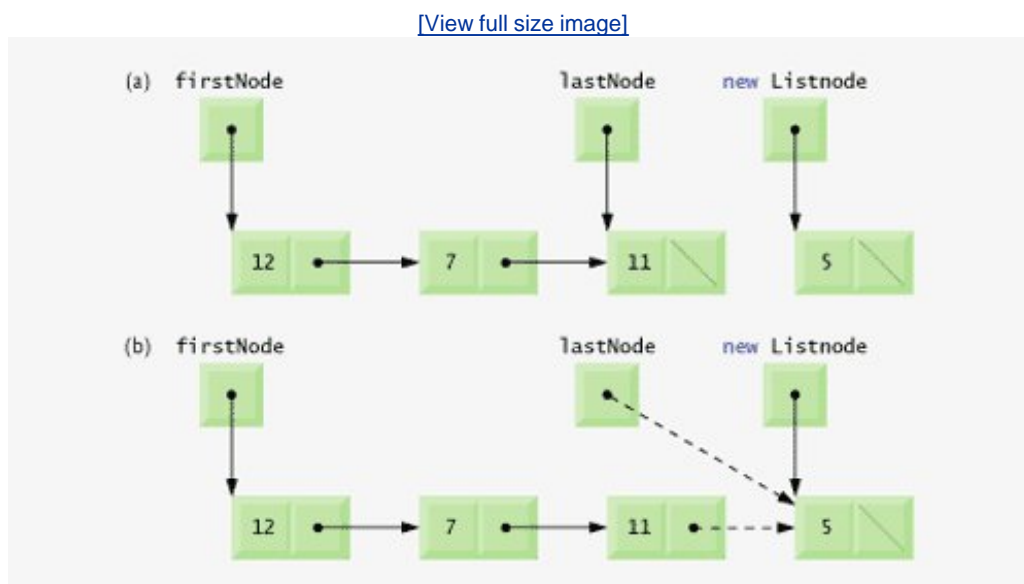 [View full size image]
(a) firstNode lastNode new Listnode
12 7 11 5
(b) firstNode lastNode new Listnode
12 7 11 5